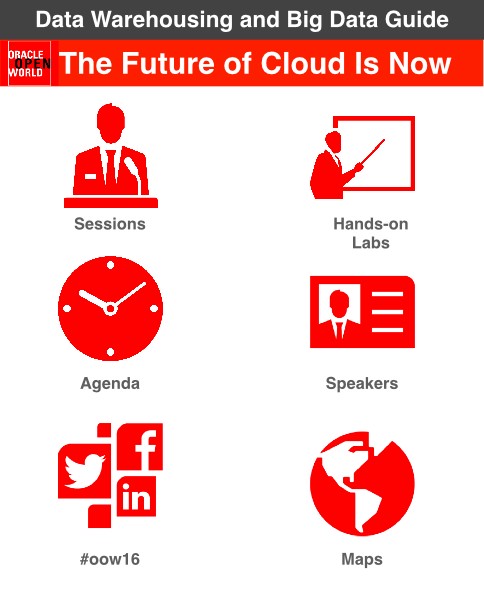 Data Warehousing and Big Data Guide
ORACLE
OPEN
WORLD
The Future of Cloud Is Now
Sessions
Hands-on
Labs
Agenda
Speakers
f
in
#oow16
Maps